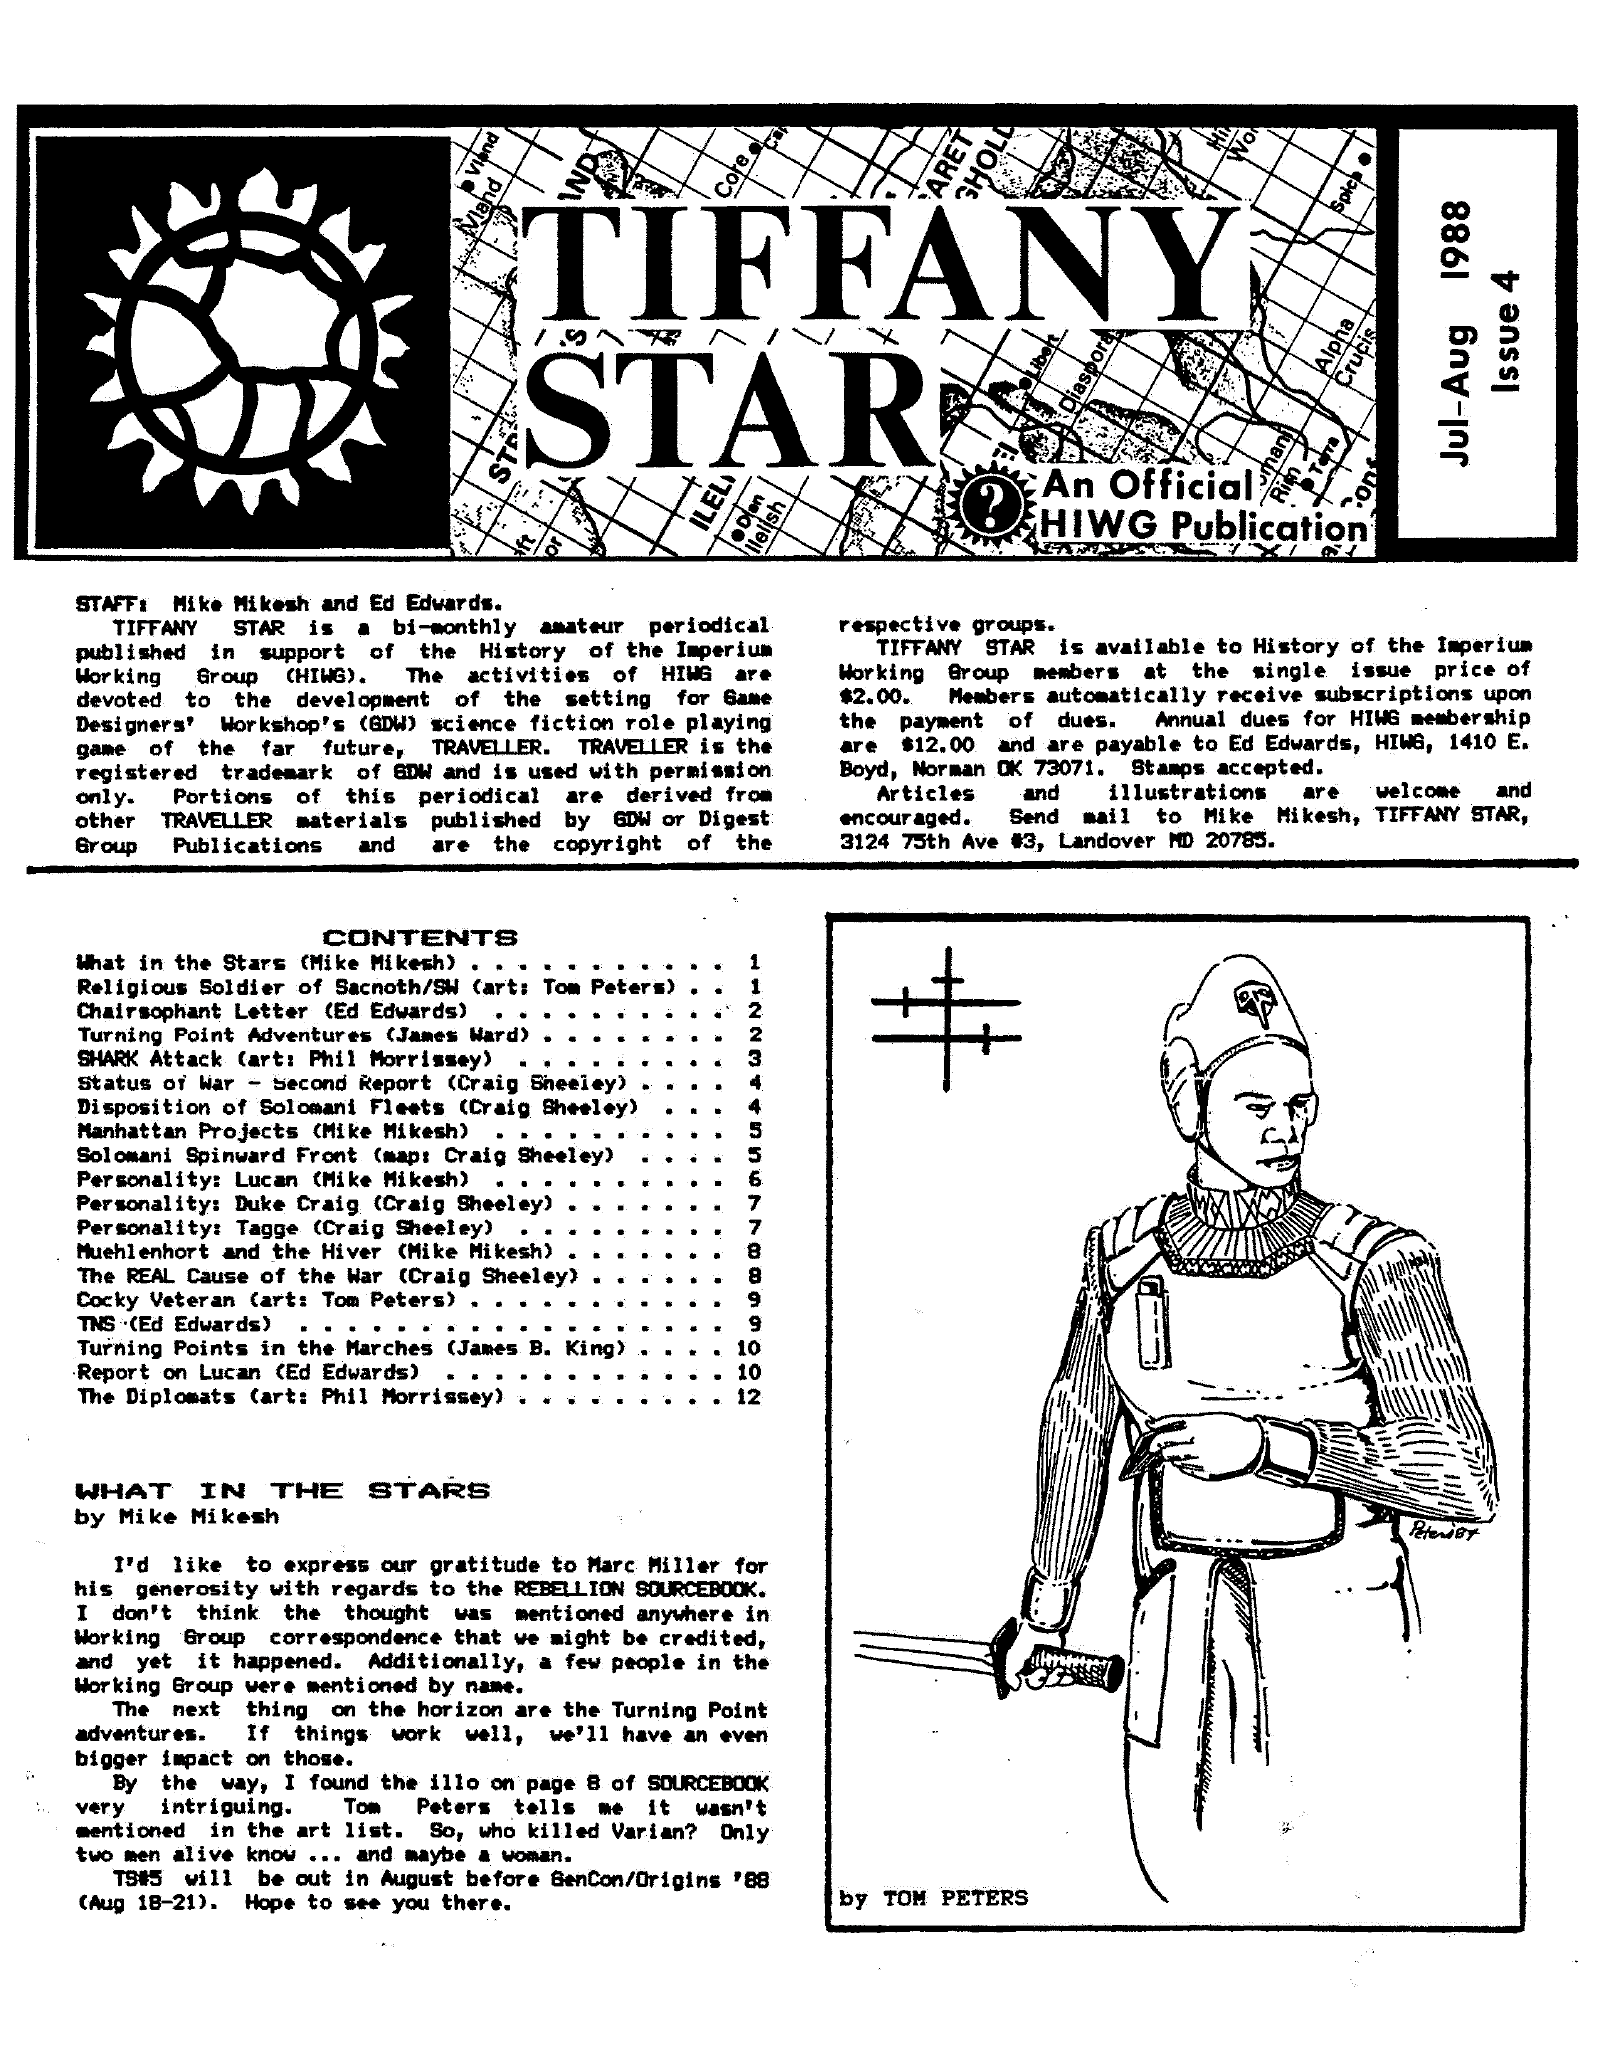 TIFFANY
STAR
An Official
HIWG Publication
Jul-Aug 1988
Issue 4
Vland
Vland
Core
Spica
Libert
Diaspora
Alpha
Crucis
Rim
Terra
Dlan
Ilelish
STAFF: Mike Mikesh and Ed Edwards.
TIFFANY STAR is a bi-monthly amateur periodical
published in support of the History of the Imperium
Working Group (HIWG). The activities of HIWG are
devoted to the development of the setting for Game
Designers' Workshop's (GDW) science fiction role playing
game of the far future, TRAVELLER. TRAVELLER is the
registered trademark of GDW and is used with permission
only. Portions of this periodical are derived from
other TRAVELLER materials published by GDW or Digest
Group Publications and are the copyright of the
respective groups.
TIFFANY STAR is available to History of the Imperium
Working Group members at the single issue price of
$2.00. Members automatically receive subscriptions upon
the payment of dues. Annual dues for HIWG membership
are $12.00 and are payable to Ed Edwards, HIWG, 1410 E.
Boyd, Norman OK 73071. Stamps accepted.
Articles and illustrations are welcome and
encouraged. Send mail to Mike Mikesh, TIFFANY STAR,
3124 75th Ave #3, Landover MD 20785.
CONTENTS
What in the Stars (Mike Mikesh) . . . . . . . . . . . 1
Religious Soldier of Sacnoth/SW (art: Tom Peters) . . 1
Chairsophant Letter (Ed Edwards) . . . . . . . . . . 2
Turning Point Adventures (James Ward) . . . . . . . . 2
SHARK Attack (art: Phil Morrissey) . . . . . . . . . 3
Status of War - Second Report (Craig Sheeley) . . . . 4
Disposition of Solomani Fleets (Craig Sheeley) . . . 4
Manhattan Projects (Mike Mikesh) . . . . . . . . . . 5
Solomani Spinward Front (map: Craig Sheeley) . . . . 5
Personality: Lucan (Mike Mikesh) . . . . . . . . . . 6
Personality: Duke Craig (Craig Sheeley) . . . . . . . 7
Personality: Tagge (Craig Sheeley) . . . . . . . . . 7
Muehlenhort and the Hiver (Mike Mikesh) . . . . . . . 8
The REAL Cause of the War (Craig Sheeley) . . . . . . 8
Cocky Veteran (art: Tom Peters) . . . . . . . . . . . 9
TNS (Ed Edwards) . . . . . . . . . . . . . . . . . . 9
Turning Points in the Marches (James B. King) . . . . 10
Report on Lucan (Ed Edwards) . . . . . . . . . . . . 10
The Diplomats (art: Phil Morrissey) . . . . . . . . . 12
WHAT IN THE STARS
by Mike Mikesh
I'd like to express our gratitude to Marc Miller for
his generosity with regards to the REBELLION SOURCEBOOK.
I don't think the thought was mentioned anywhere in
Working Group correspondence that we might be credited,
and yet it happened. Additionally, a few people in the
Working Group were mentioned by name.
The next thing on the horizon are the Turning Point
adventures. If things work well, we'll have an even
bigger impact on those.
By the way, I found the illo on page 8 of SOURCEBOOK
very intriguing. Tom Peters tells me it wasn't
mentioned in the art list. So, who killed Varian? Only
two men alive know ... and maybe a woman.
TS#5 will be out in August before GenCon/Origins '88
(Aug 18-21). Hope to see you there.
Peters 87
by TOM PETERS